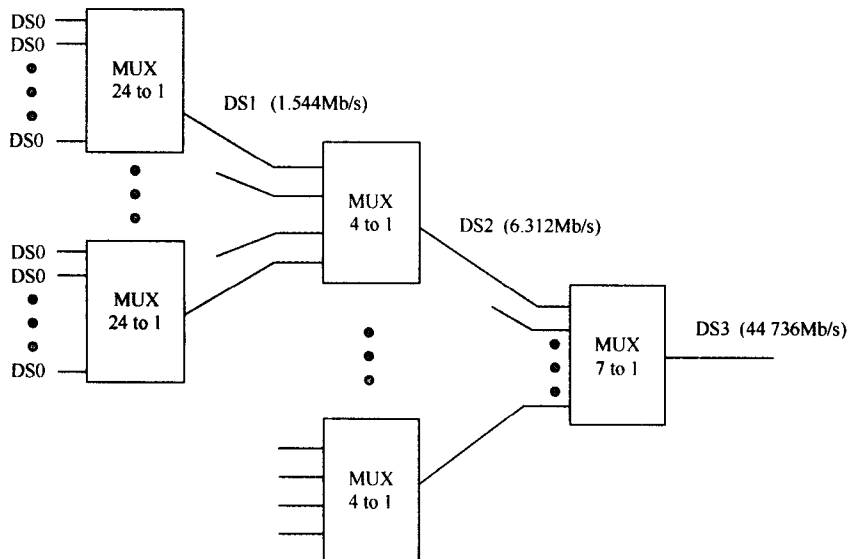 DS0
DS0
MUX
24 to 1
DS0
DS1 (1.544Mb/s)
MUX
4 to 1
DS2 (6.312Mb/s)
DS0
DS0
MUX
24 to 1
DS0
DS3 (44 736Mb/s)
MUX
7 to 1
MUX
4 to 1